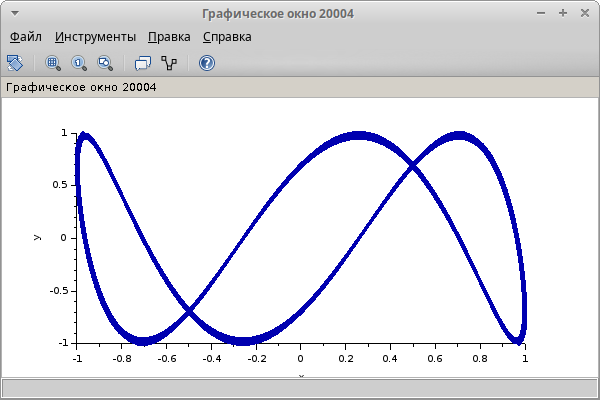 Графическое окно 20004
Файл Инструменты Правка Справка
Графическое окно 20004
1
0.5
y
0
-0.5
-1
-1 -0.8 -0.6 -0.4 -0.2 0 0.2 0.4 0.6 0.8 1